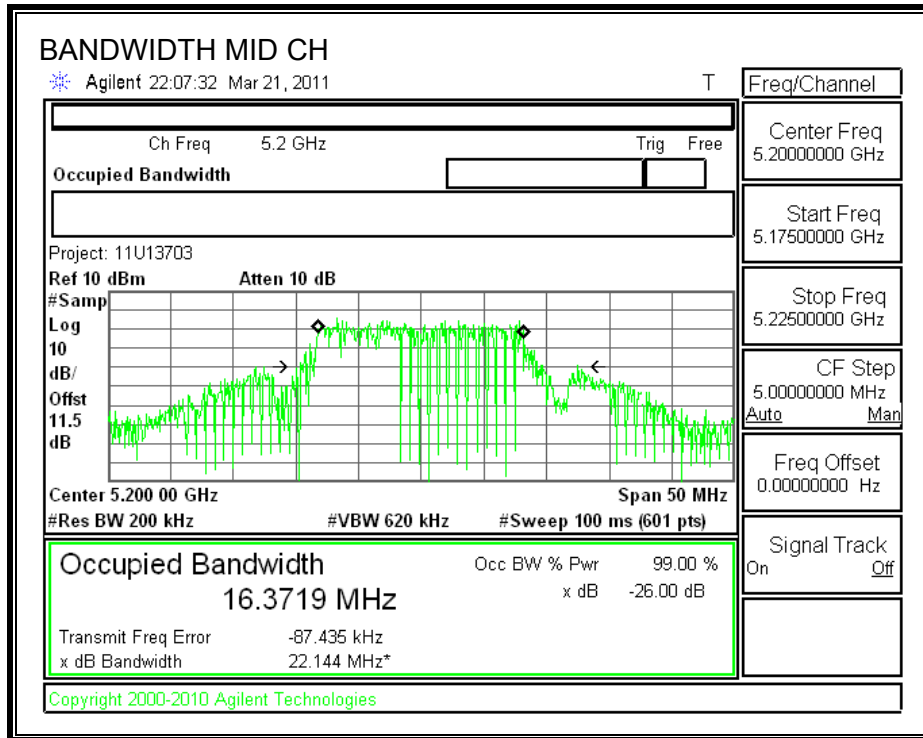 BANDWIDTH MID CH
Agilent 22:07:32 Mar 21, 2011 T
Freq/Channel
Ch Freq 5.2 GHz Trig Free
Occupied Bandwidth
Center Freq
5.20000000 GHz
Start Freq
5.17500000 GHz
Stop Freq
5.22500000 GHz
CF Step
5.00000000 MHz
Auto Man
Freq Offset
0.00000000 Hz
Signal Track
On Off
Project: 11U13703
Ref 10 dBm Atten 10 dB
#Samp
Log
10
dB/
Offst
11.5
dB
Center 5.200 00 GHz Span 50 MHz
#Res BW 200 kHz #VBW 620 kHz #Sweep 100 ms (601 pts)
Occupied Bandwidth Occ BW % Pwr 99.00 %
16.3719 MHz x dB -26.00 dB
Transmit Freq Error -87.435 kHz
x dB Bandwidth 22.144 MHz*
Copyright 2000-2010 Agilent Technologies